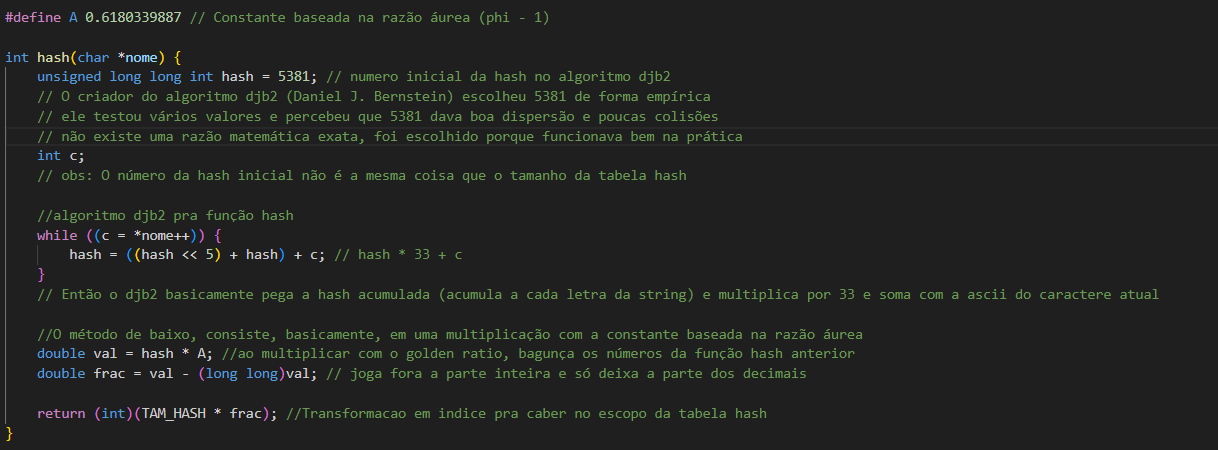 #define A 0.6180339887 // Constante baseada na razão áurea (phi - 1)
int hash(char *nome) {
unsigned long long int hash = 5381; // numero inicial da hash no algoritmo djb2
// O criador do algoritmo djb2 (Daniel J. Bernstein) escolheu 5381 de forma empírica
// ele testou vários valores e percebeu que 5381 dava boa dispersão e poucas colisões
// não existe uma razão matemática exata, foi escolhido porque funcionava bem na prática
int c;
// obs: O número da hash inicial não é a mesma coisa que o tamanho da tabela hash
//algoritmo djb2 pra função hash
while ((c = *nome++)) {
hash = ((hash << 5) + hash) + c; // hash * 33 + c
}
// Então o djb2 basicamente pega a hash acumulada (acumula a cada letra da string) e multiplica por 33 e soma com a ascii do caractere atual
//O método de baixo, consiste, basicamente, em uma multiplicação com a constante baseada na razão áurea
double val = hash * A; //ao multiplicar com o golden ratio, bagunça os números da função hash anterior
double frac = val - (long long)val; // joga fora a parte inteira e só deixa a parte dos decimais
return (int)(TAM_HASH * frac); //Transformacao em indice pra caber no escopo da tabela hash
}